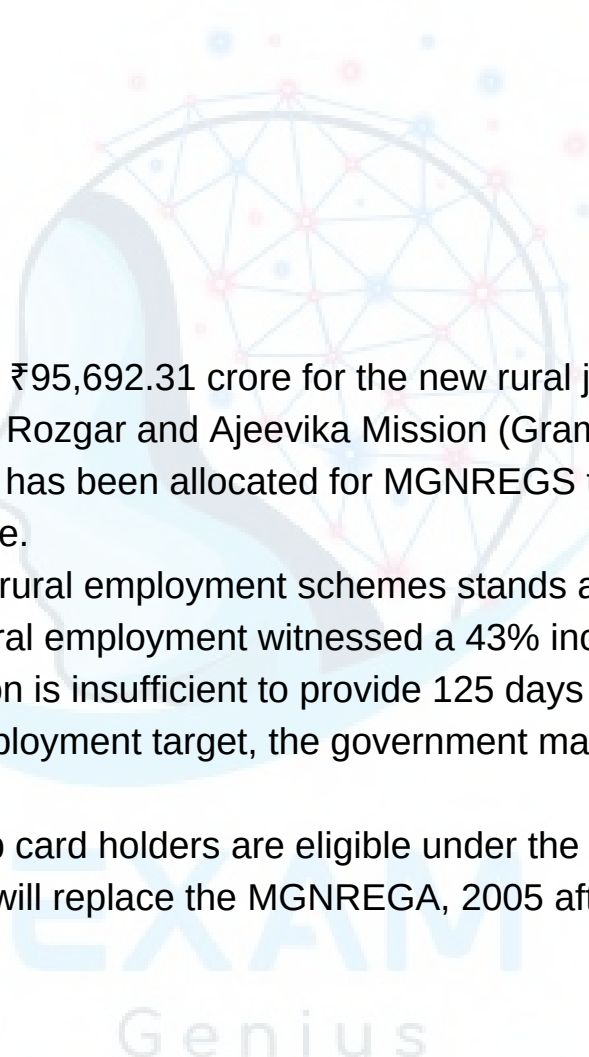 ₹95,692.31 crore for the new rural j
Rozgar and Ajeevika Mission (Gram
has been allocated for MGNREGS
e.
rural employment schemes stands a
ral employment witnessed a 43% inc
on is insufficient to provide 125 days
ployment target, the government ma
card holders are eligible under the
will replace the MGNREGA, 2005 aft
EXAM
Genius